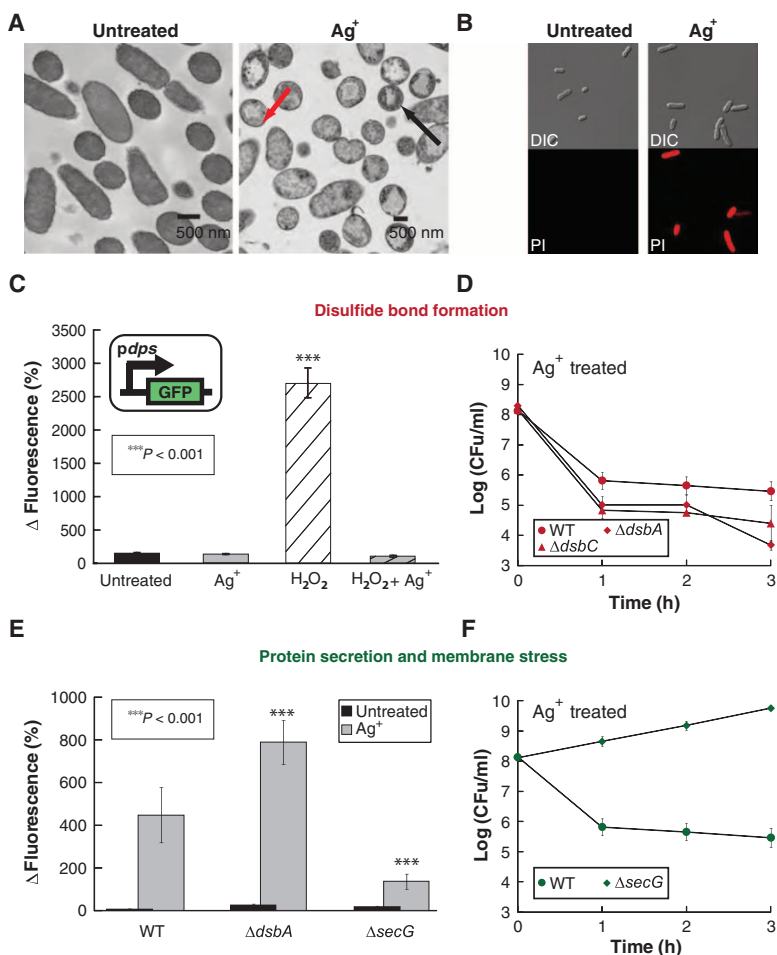 A
Untreated
Ag⁺
500 nm
500 nm
B
Untreated
Ag⁺
DIC
DIC
PI
PI
C
Disulfide bond formation
Δ Fluorescence (%)
3500
3000
2500
2000
1500
1000
500
0
pdps
GFP
***P < 0.001
***
Untreated
Ag⁺
H₂O₂
H₂O₂+ Ag⁺
D
Ag⁺ treated
Log (CFu/ml)
10
9
8
7
6
5
4
3
WT
ΔdsbA
ΔdsbC
0
1
2
3
Time (h)
E
Protein secretion and membrane stress
Δ Fluorescence (%)
1000
800
600
400
200
0
***P < 0.001
***
Untreated
Ag⁺
***
WT
ΔdsbA
ΔsecG
F
Ag⁺ treated
Log (CFu/ml)
10
9
8
7
6
5
4
3
WT
ΔsecG
0
1
2
3
Time (h)